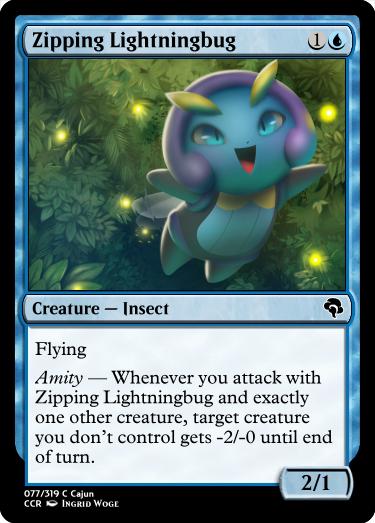 Zipping Lightningbug 1
Creature — Insect
Flying
Amity — Whenever you attack with
Zipping Lightningbug and exactly
one other creature, target creature
you don't control gets -2/-0 until end
of turn.
2/1
077/319 C Cajun
CCR Ingrid Woge